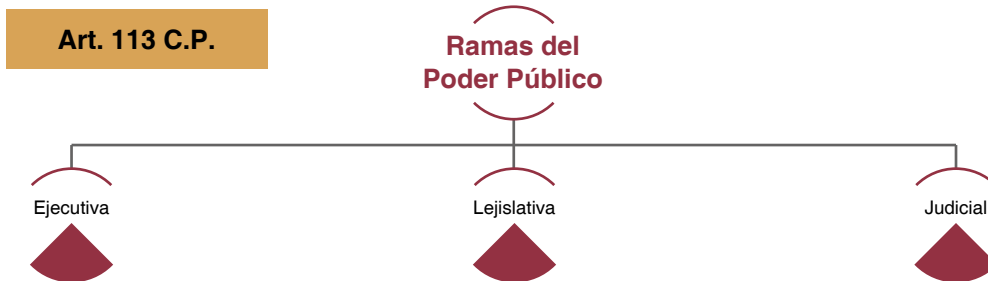 Art. 113 C.P.
Ramas del
Poder Público
Ejecutiva
Lejislativa
Judicial